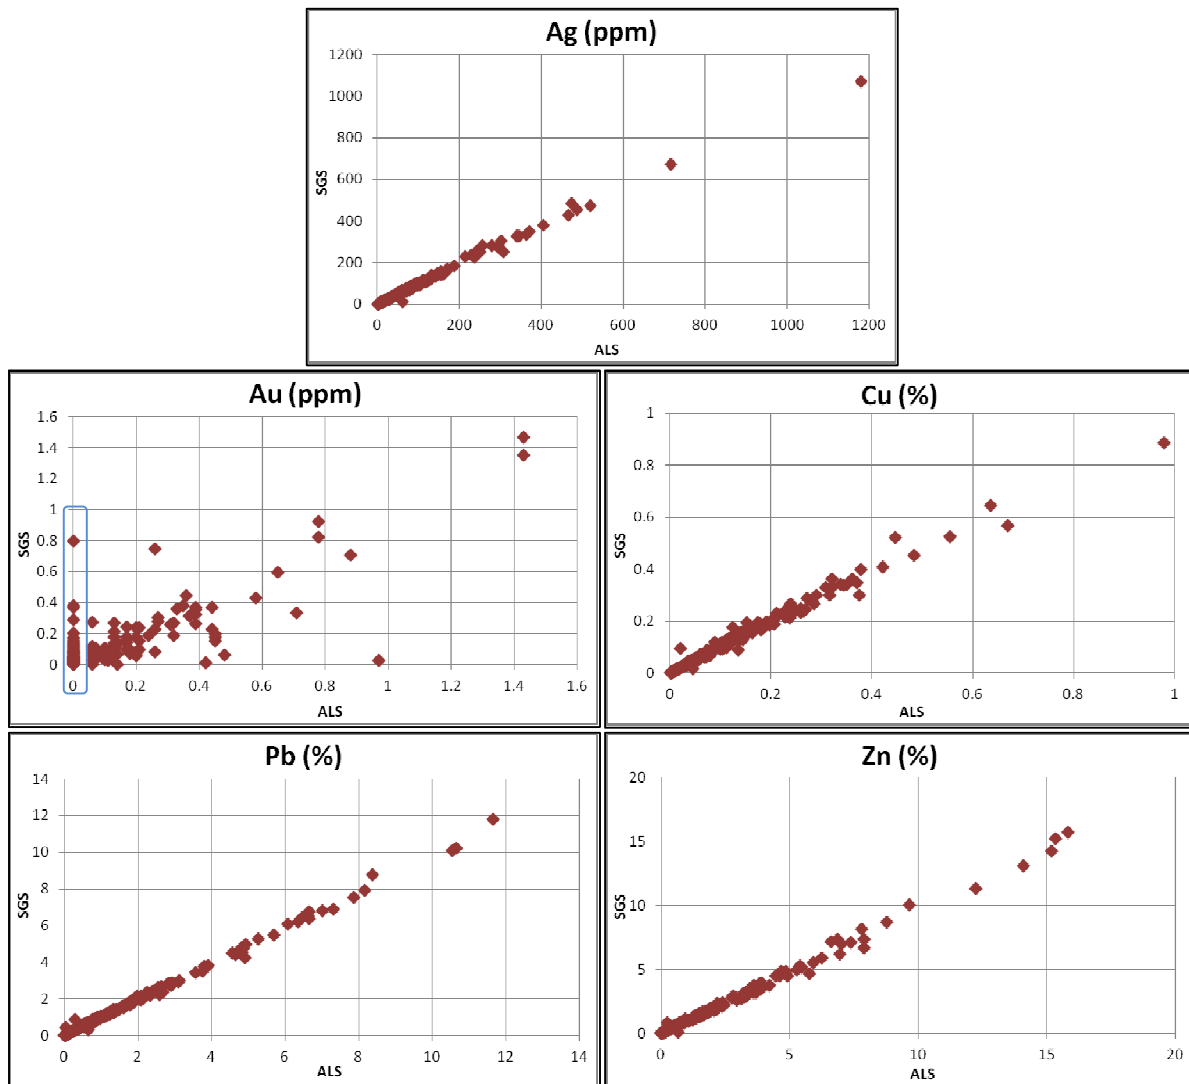 Ag (ppm)
1200
1000
800
600
400
200
0
SGS
0 200 400 600 800 1000 1200
ALS
Au (ppm)
1.6
1.4
1.2
1
0.8
0.6
0.4
0.2
0
SGS
0 0.2 0.4 0.6 0.8 1 1.2 1.4 1.6
ALS
Cu (%)
1
0.8
0.6
0.4
0.2
0
SGS
0 0.2 0.4 0.6 0.8 1
ALS
Pb (%)
14
12
10
8
6
4
2
0
SGS
0 2 4 6 8 10 12 14
ALS
Zn (%)
20
15
10
5
0
SGS
0 5 10 15 20
ALS